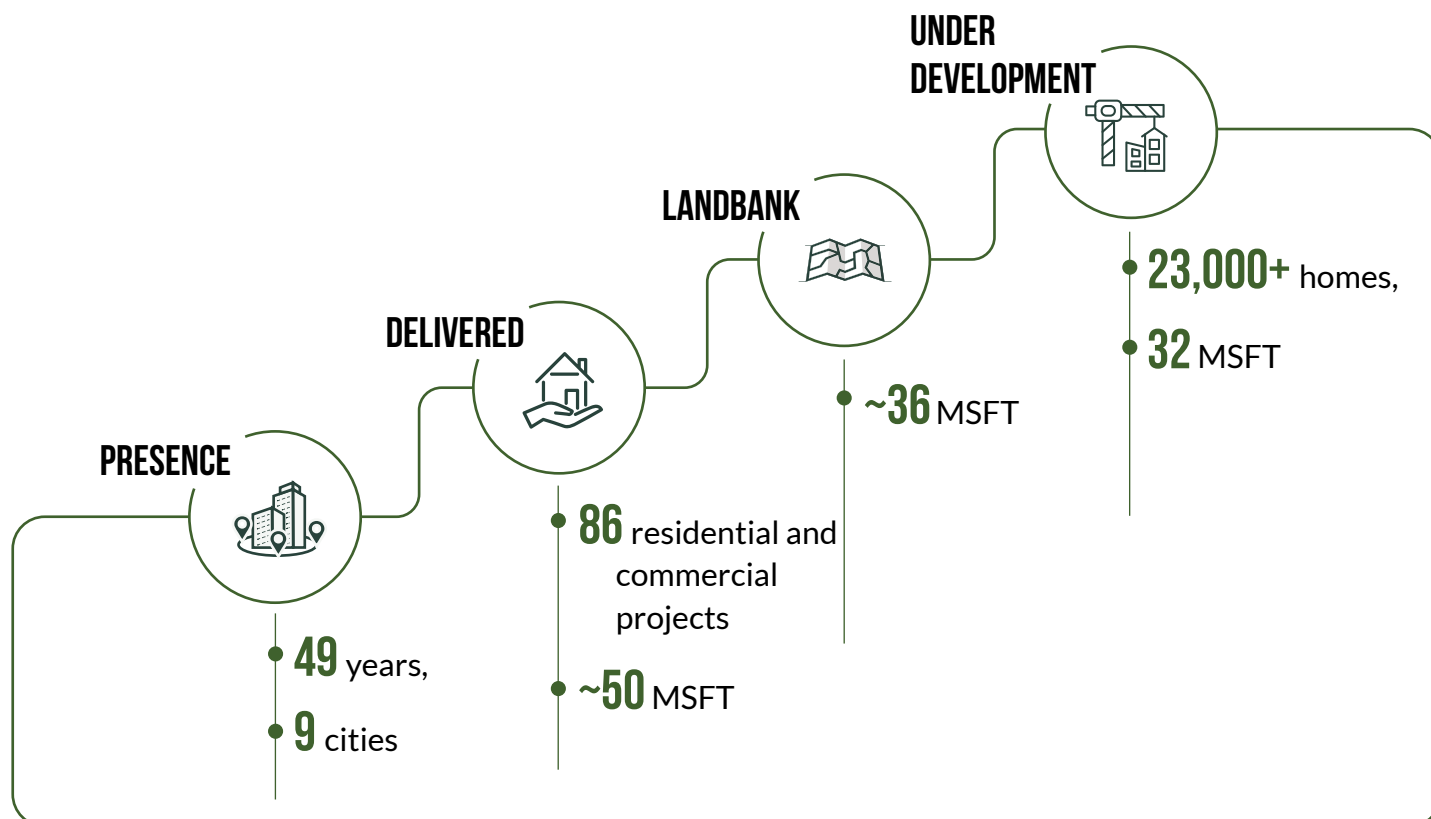 PRESENCE
49 years,
9 cities
DELIVERED
86 residential and
commercial
projects
~50 MSFT
LANDBANK
~36 MSFT
UNDER
DEVELOPMENT
23,000+ homes,
32 MSFT